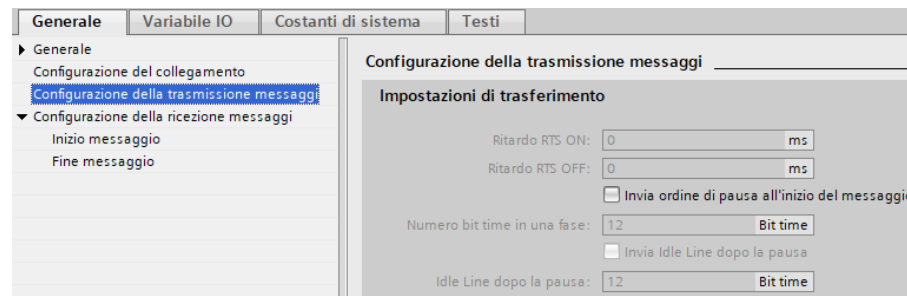 Generale Variabile IO Costanti di sistema Testi
Generale
Configurazione del collegamento
Configurazione della trasmissione messaggi
Configurazione della ricezione messaggi
Inizio messaggio
Fine messaggio
Configurazione della trasmissione messaggi
Impostazioni di trasferimento
Ritardo RTS ON: 0 ms
Ritardo RTS OFF: 0 ms
Invia ordine di pausa all'inizio del messaggio
Numero bit time in una fase: 12 Bit time
Invia Idle Line dopo la pausa
Idle Line dopo la pausa: 12 Bit time